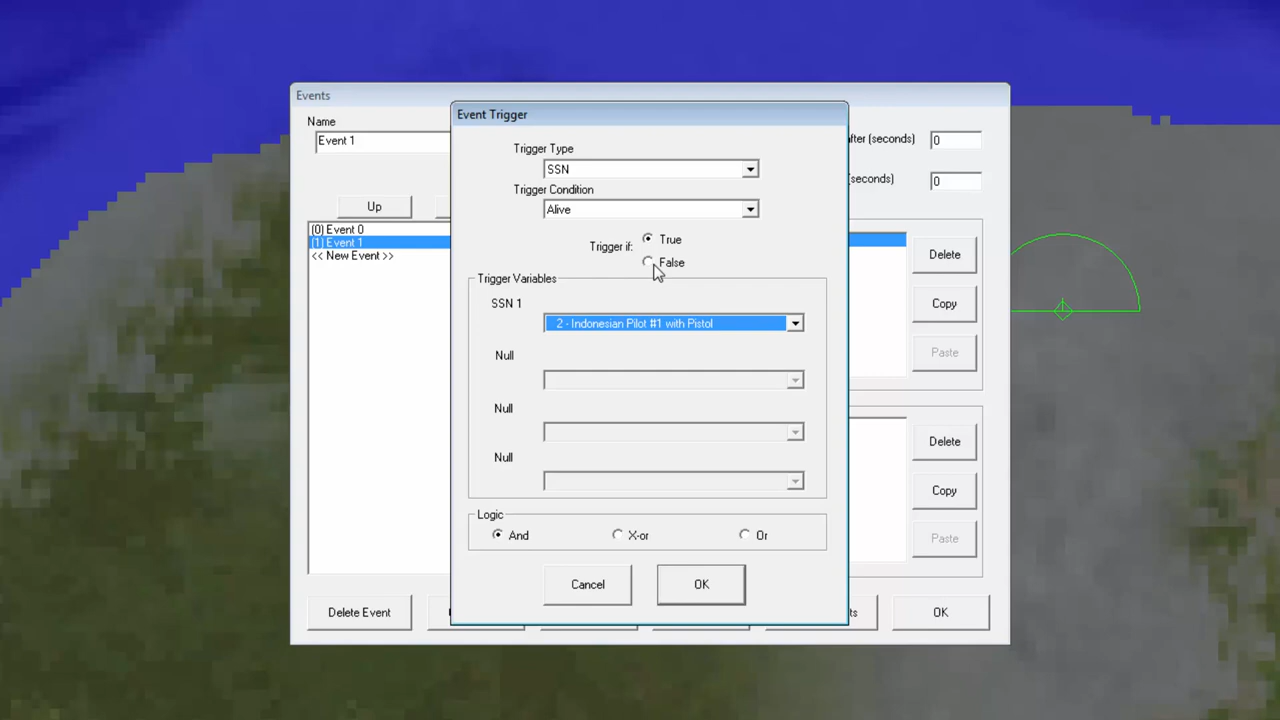 Events
Event Trigger
Name
Event 1
after (seconds)
0
(seconds)
0
Up
(0) Event 0
(1) Event 1
<< New Event >>
Trigger Type
SSN
Trigger Condition
Alive
Trigger if:
True
False
Trigger Variables
SSN 1
2 - Indonesian Pilot #1 with Pistol
Null
Null
Null
Logic
And
X-or
Or
Cancel
OK
Delete
Copy
Paste
Delete
Copy
Paste
Delete Event
OK